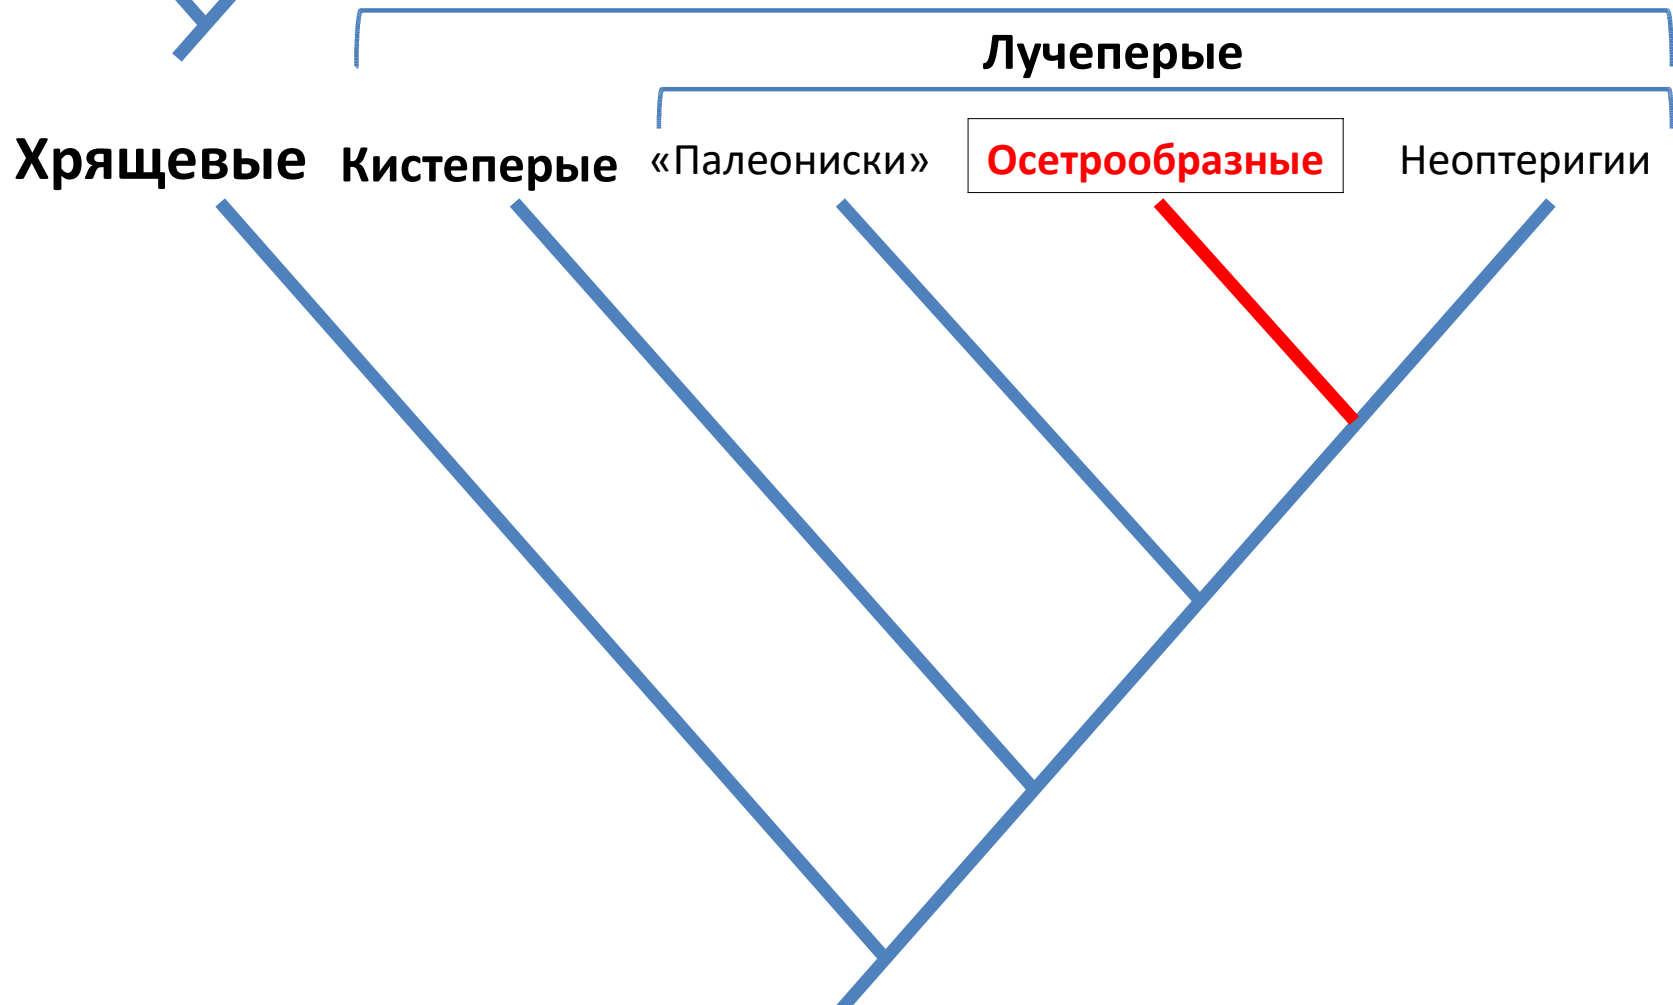 Лучеперые
Хрящевые Кистеперые «Палеониски» Осетрообразные Неоптеригии